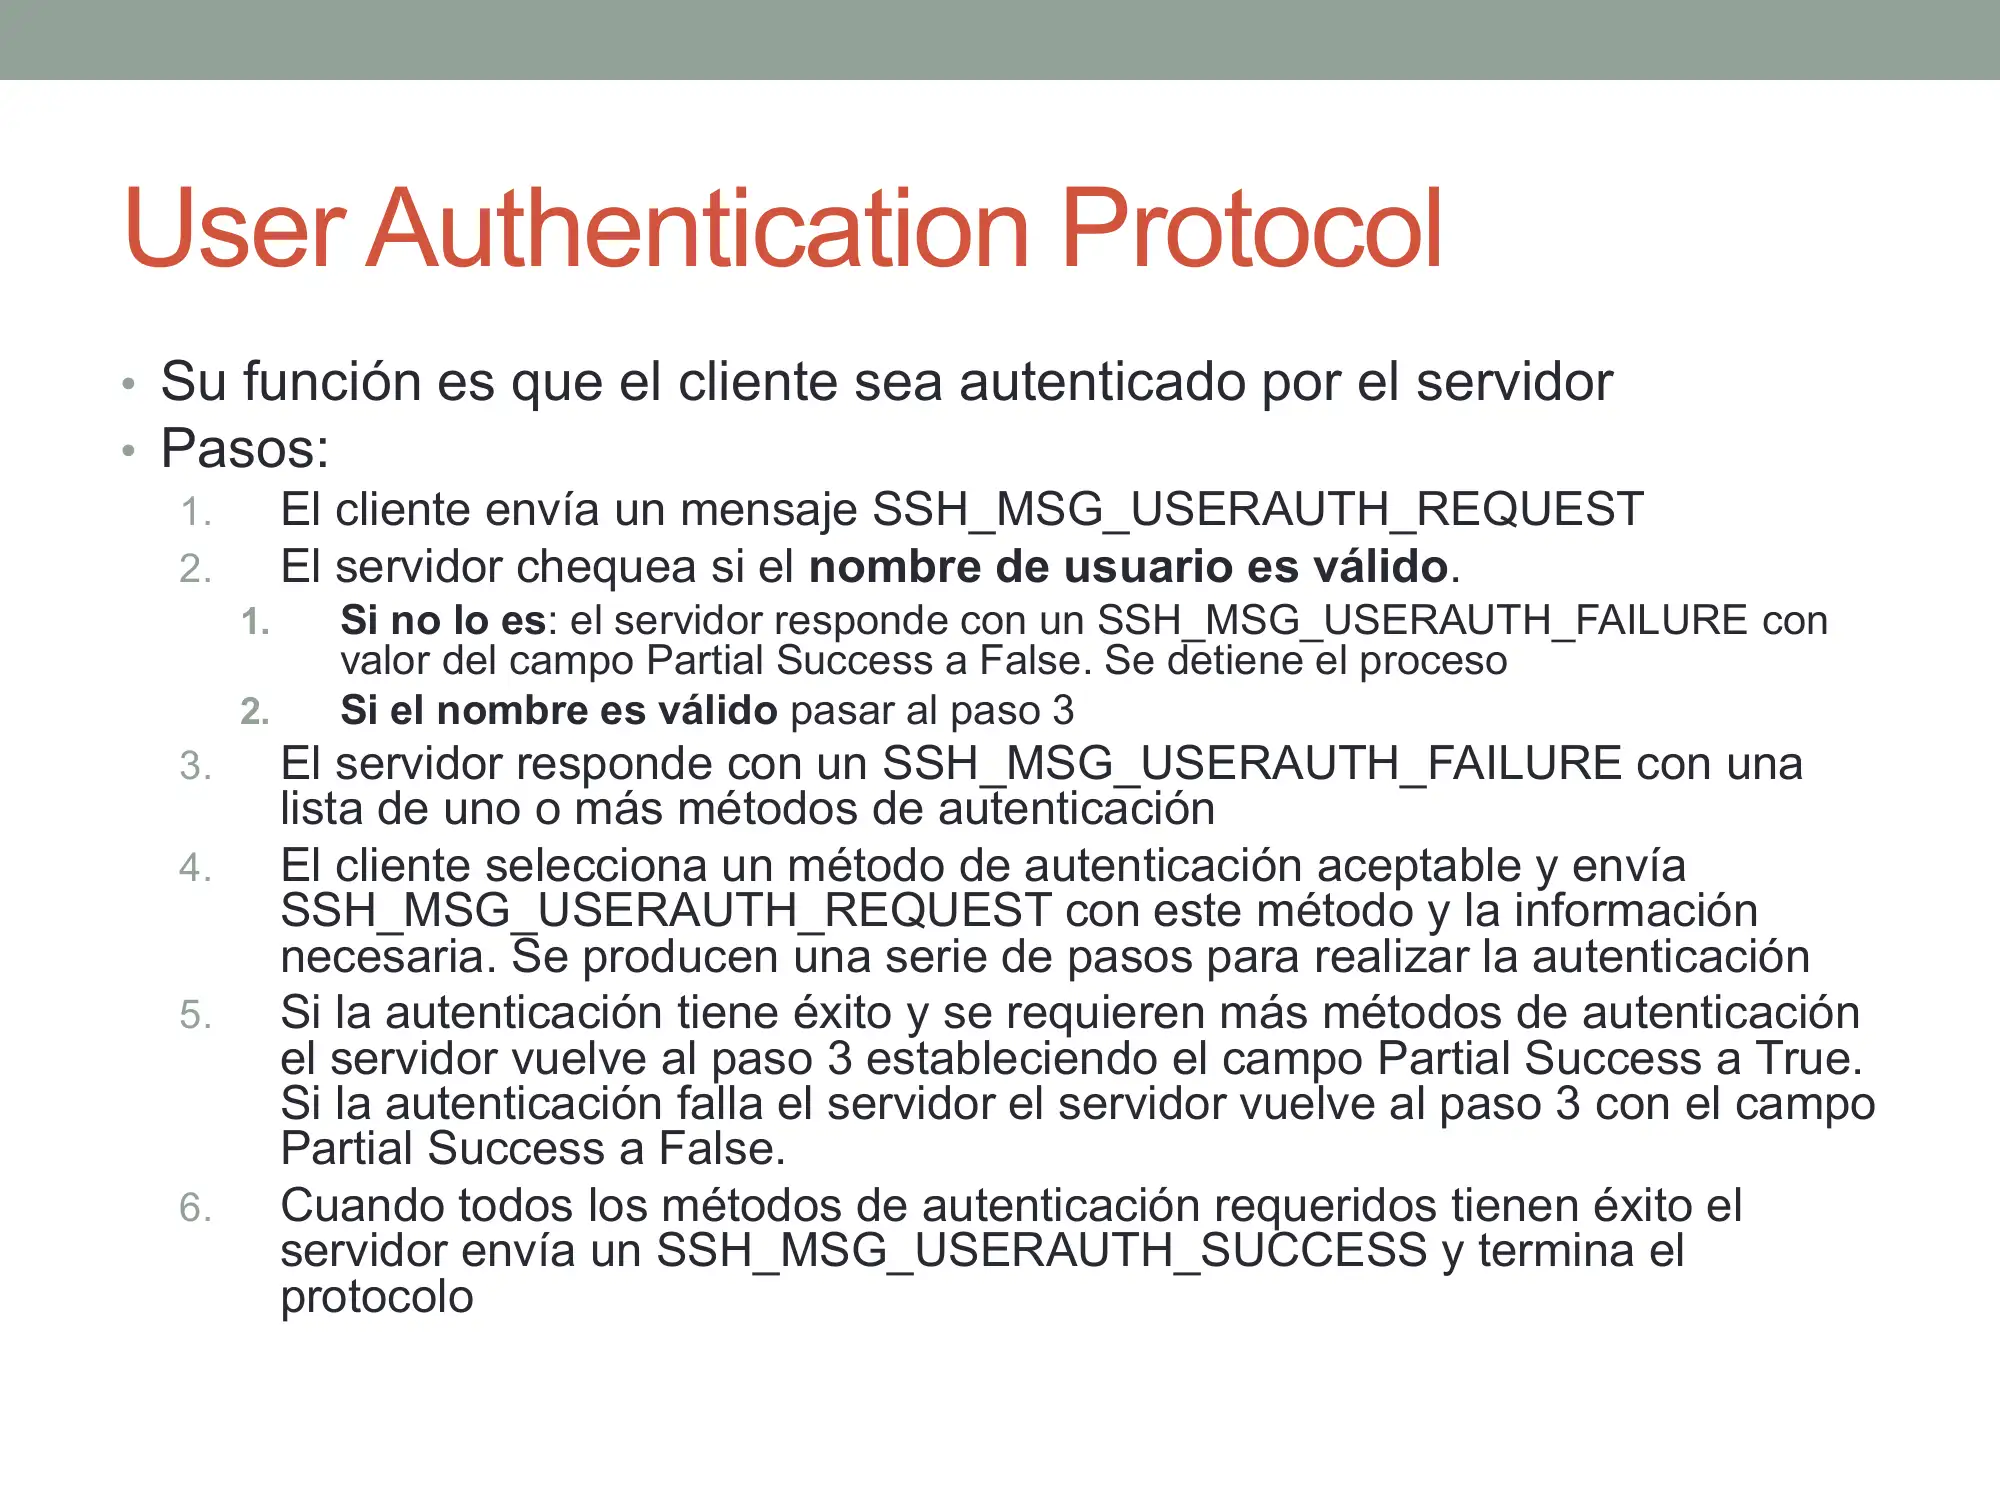 User Authentication Protocol
• Su función es que el cliente sea autenticado por el servidor
• Pasos:
1. El cliente envía un mensaje SSH_MSG_USERAUTH_REQUEST
2. El servidor chequea si el nombre de usuario es válido.
1. Si no lo es: el servidor responde con un SSH_MSG_USERAUTH_FAILURE con
valor del campo Partial Success a False. Se detiene el proceso
2. Si el nombre es válido pasar al paso 3
3. El servidor responde con un SSH_MSG_USERAUTH_FAILURE con una
lista de uno o más métodos de autenticación
4. El cliente selecciona un método de autenticación aceptable y envía
SSH_MSG_USERAUTH_REQUEST con este método y la información
necesaria. Se producen una serie de pasos para realizar la autenticación
5. Si la autenticación tiene éxito y se requieren más métodos de autenticación
el servidor vuelve al paso 3 estableciendo el campo Partial Success a True.
Si la autenticación falla el servidor el servidor vuelve al paso 3 con el campo
Partial Success a False.
6. Cuando todos los métodos de autenticación requeridos tienen éxito el
servidor envía un SSH_MSG_USERAUTH_SUCCESS y termina el
protocolo